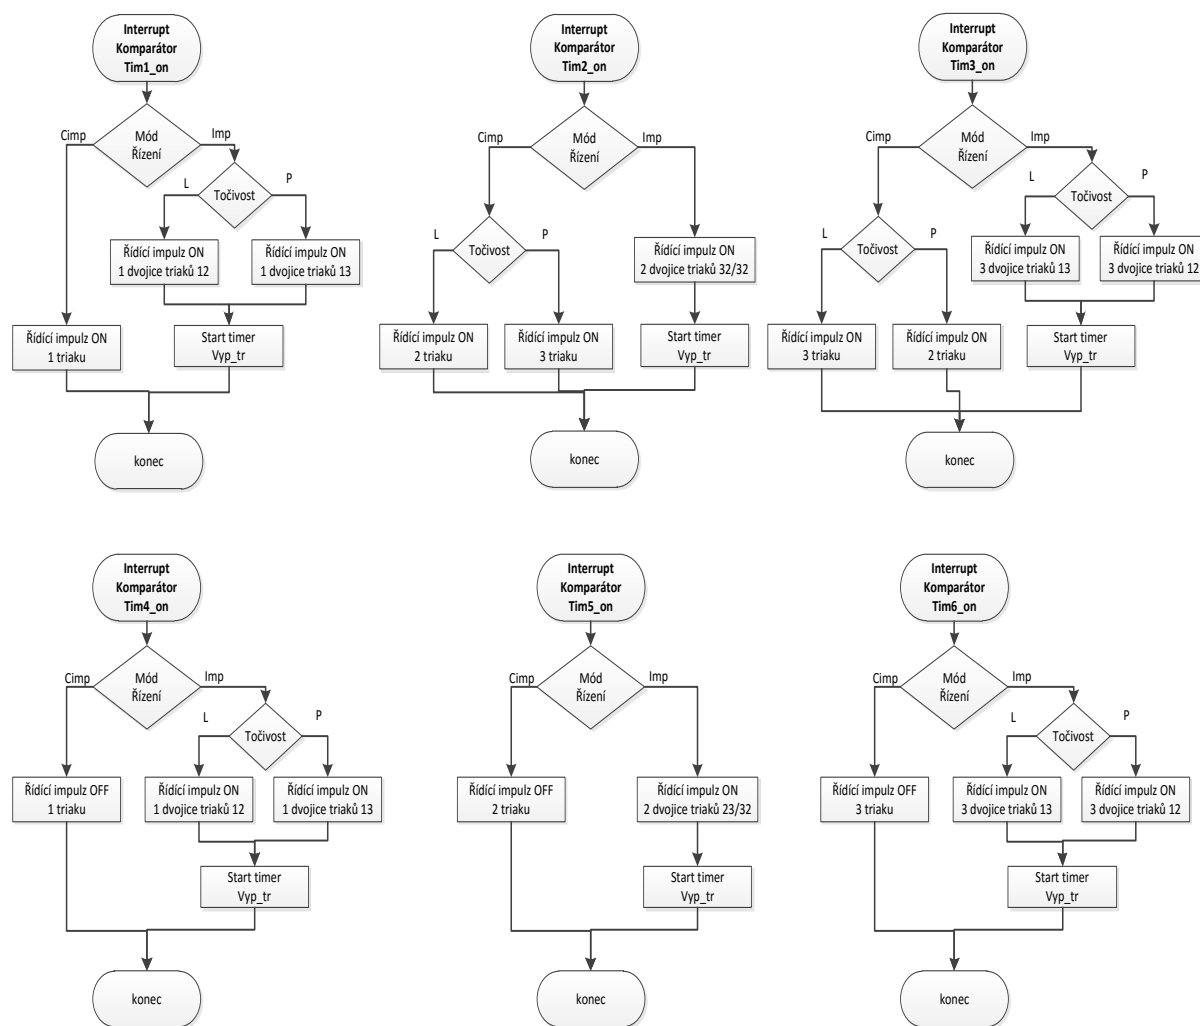 Interrupt
Komparátor
Tim1_on
Cimp
Mód
Řízení
Imp
L
Točivost
P
Řídící impulz ON
1 dvojice triaků 12
Řídící impulz ON
1 dvojice triaků 13
Řídící impulz ON
1 triaku
Start timer
Vyp_tr
konec
Interrupt
Komparátor
Tim2_on
Cimp
Mód
Řízení
Imp
L
Točivost
P
Řídící impulz ON
2 dvojice triaků 32/32
Řídící impulz ON
2 triaku
Řídící impulz ON
3 triaku
Start timer
Vyp_tr
konec
Interrupt
Komparátor
Tim3_on
Cimp
Mód
Řízení
Imp
L
Točivost
P
L
Točivost
P
Řídící impulz ON
3 dvojice triaků 13
Řídící impulz ON
3 dvojice triaků 12
Řídící impulz ON
3 triaku
Řídící impulz ON
2 triaku
Start timer
Vyp_tr
konec
Interrupt
Komparátor
Tim4_on
Cimp
Mód
Řízení
Imp
L
Točivost
P
Řídící impulz OFF
1 triaku
Řídící impulz ON
1 dvojice triaků 12
Řídící impulz ON
1 dvojice triaků 13
Start timer
Vyp_tr
konec
Interrupt
Komparátor
Tim5_on
Cimp
Mód
Řízení
Imp
Řídící impulz OFF
2 triaku
Řídící impulz ON
2 dvojice triaků 23/32
Start timer
Vyp_tr
konec
Interrupt
Komparátor
Tim6_on
Cimp
Mód
Řízení
Imp
L
Točivost
P
Řídící impulz OFF
3 triaku
Řídící impulz ON
3 dvojice triaků 13
Řídící impulz ON
3 dvojice triaků 12
Start timer
Vyp_tr
konec